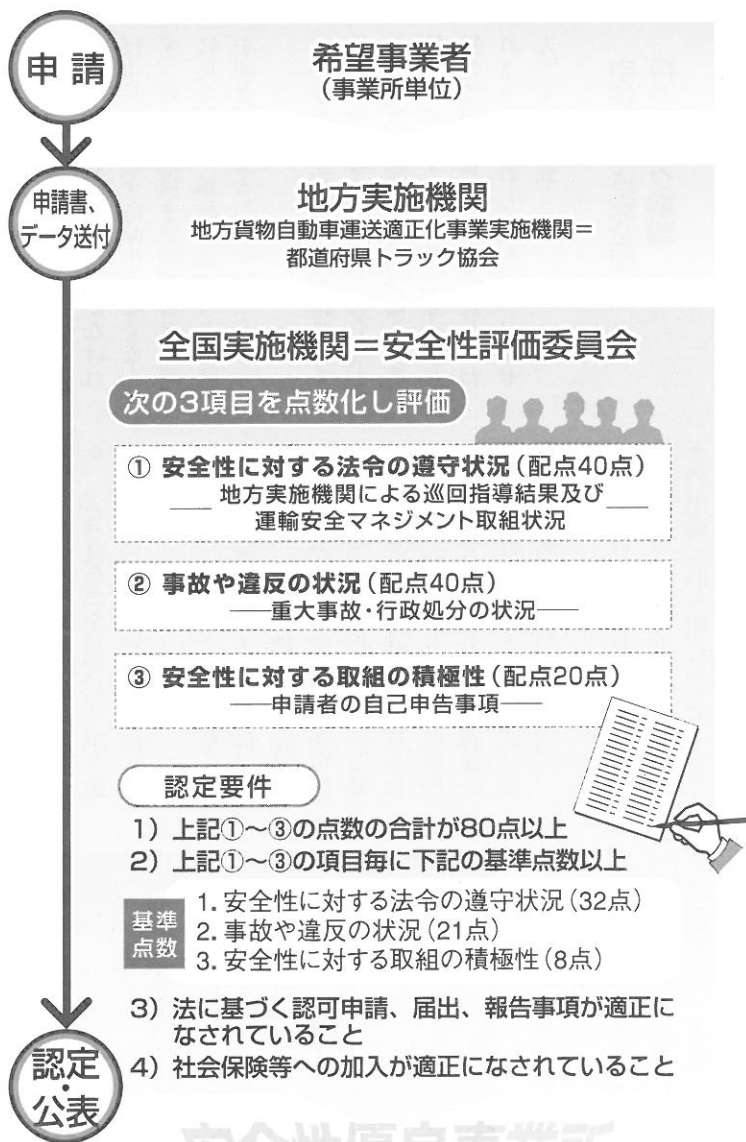 申請
希望事業者
(事業所単位)
申請書、
データ送付
地方実施機関
地方貨物自動車運送適正化事業実施機関＝
都道府県トラック協会
全国実施機関＝安全性評価委員会
次の3項目を点数化し評価
① 安全性に対する法令の遵守状況（配点40点）
地方実施機関による巡回指導結果及び
―― 運輸安全マネジメント取組状況 ――
② 事故や違反の状況（配点40点）
――重大事故・行政処分の状況――
③ 安全性に対する取組の積極性（配点20点）
――申請者の自己申告事項――
認定要件
1）上記①～③の点数の合計が80点以上
2）上記①～③の項目毎に下記の基準点数以上
基準
点数
1. 安全性に対する法令の遵守状況（32点）
2. 事故や違反の状況（21点）
3. 安全性に対する取組の積極性（8点）
3）法に基づく認可申請、届出、報告事項が適正に
なされていること
4）社会保険等への加入が適正になされていること
認定
・
公表